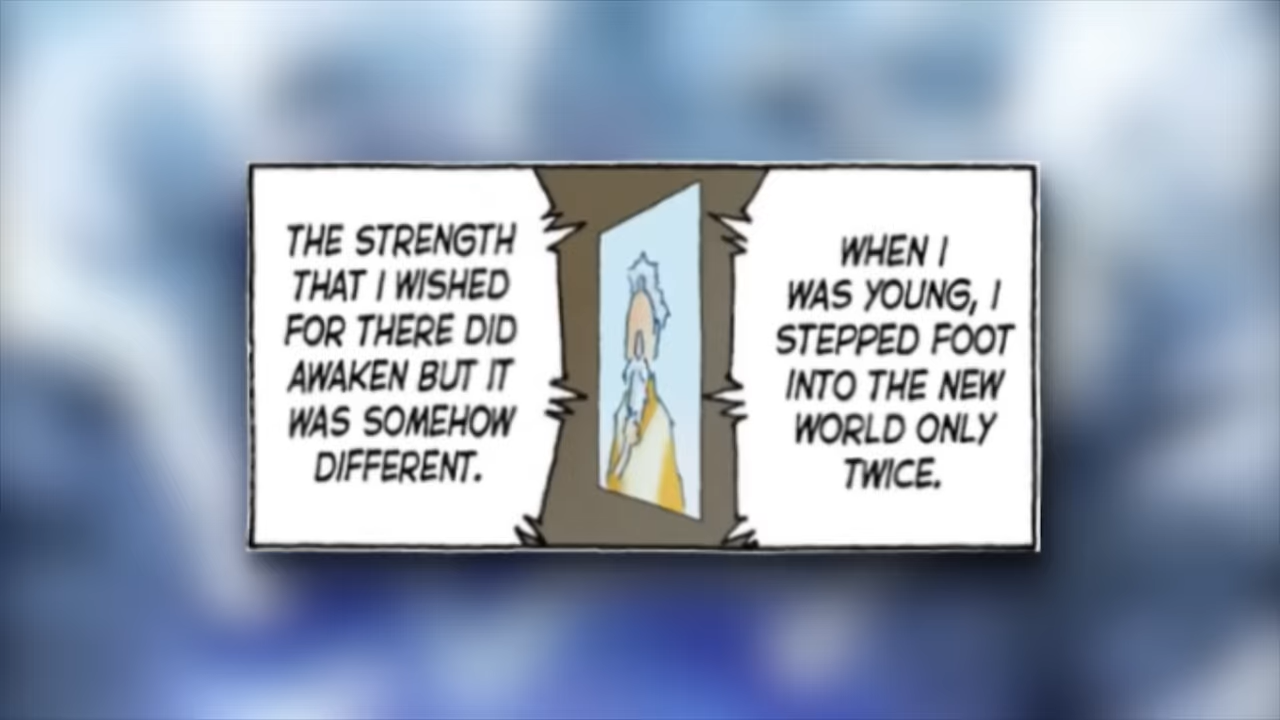 WHEN I
WAS YOUNG, I
STEPPED FOOT
INTO THE NEW
WORLD ONLY
TWICE.
THE STRENGTH
THAT I WISHED
FOR THERE DID
AWAKEN BUT IT
WAS SOMEHOW
DIFFERENT.